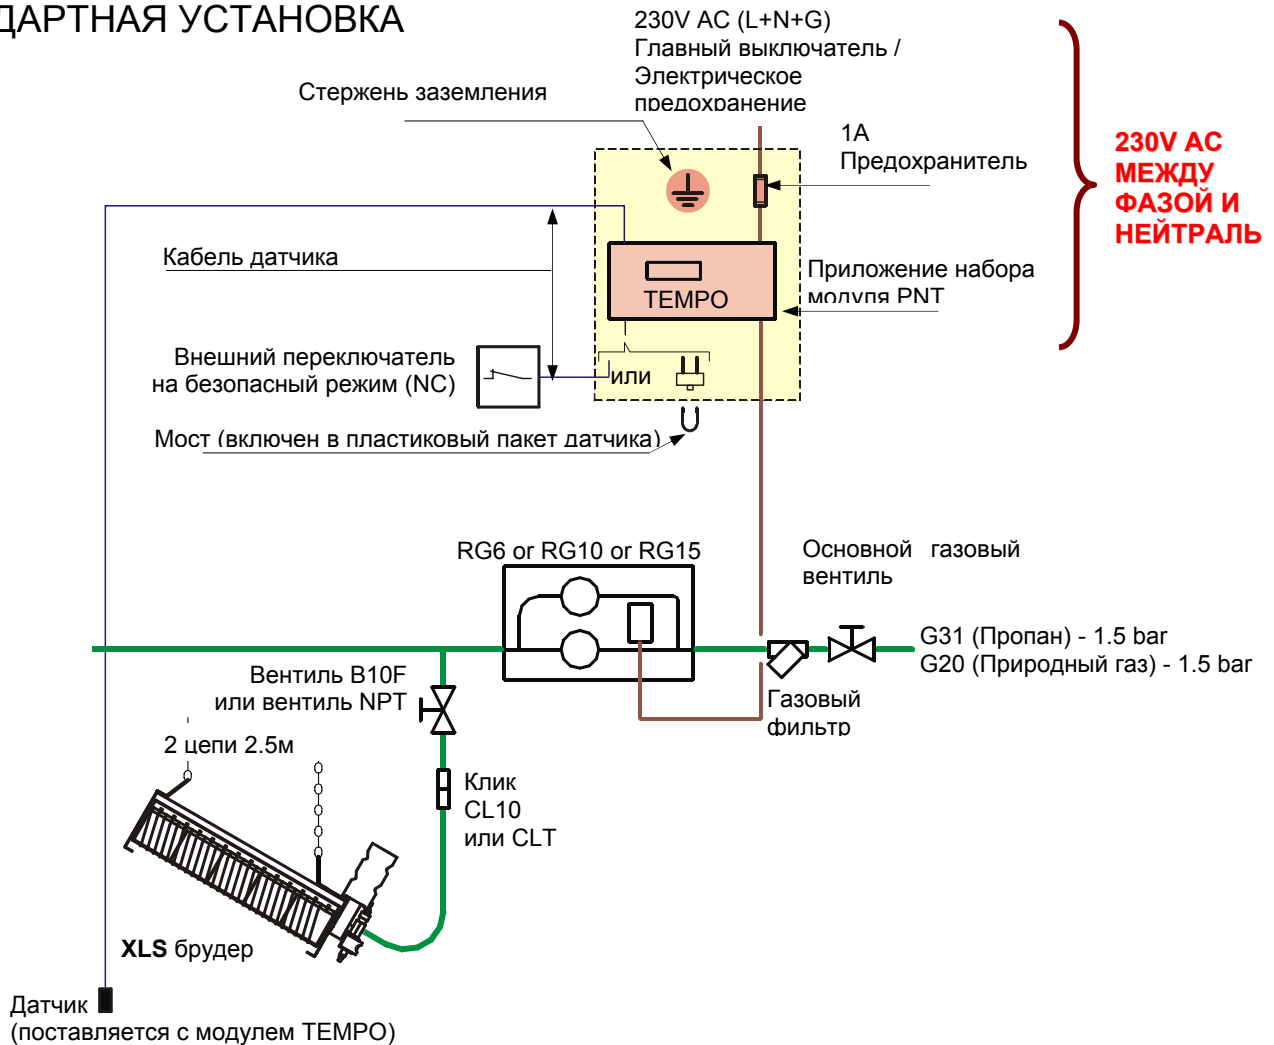 ДАРТНАЯ УСТАНОВКА
230V AC (L+N+G)
Главный выключатель /
Электрическое
предохранение
Стержень заземления
1А
Предохранитель
230V AC
МЕЖДУ
ФАЗОЙ И
НЕЙТРАЛЬ
Кабель датчика
TEMPO
Приложение набора
модуля PNT
Внешний переключатель
на безопасный режим (NC)
или
Мост (включен в пластиковый пакет датчика)
RG6 or RG10 or RG15
Основной газовый
вентиль
G31 (Пропан) - 1.5 bar
G20 (Природный газ) - 1.5 bar
Вентиль B10F
или вентиль NPT
Газовый
фильтр
2 цепи 2.5м
Клик
CL10
или CLT
XLS брудер
Датчик
(поставляется с модулем TEMPO)